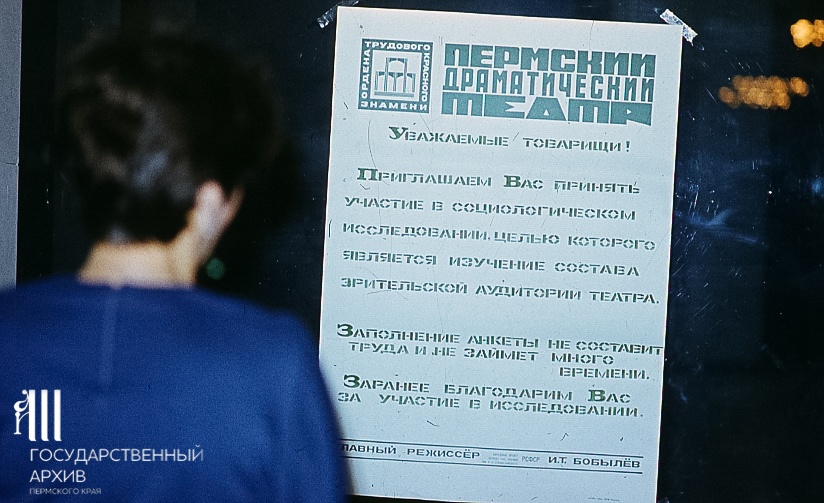 ОРДЕНА ТРУДОВОГО КРАСНОГО ЗНАМЕНИ
ПЕРМСКИЙ
ДРАМАТИЧЕСКИЙ
ТЕАТР
УВАЖАЕМЫЕ ТОВАРИЩИ!
ПРИГЛАШАЕМ ВАС ПРИНЯТЬ
УЧАСТИЕ В СОЦИОЛОГИЧЕСКОМ
ИССЛЕДОВАНИИ, ЦЕЛЬЮ КОТОРОГО
ЯВЛЯЕТСЯ ИЗУЧЕНИЕ СОСТАВА
ЗРИТЕЛЬСКОЙ АУДИТОРИИ ТЕАТРА.
ЗАПОЛНЕНИЕ АНКЕТЫ НЕ СОСТАВИТ
ТРУДА И НЕ ЗАЙМЕТ МНОГО
ВРЕМЕНИ.
ЗАРАНЕЕ БЛАГОДАРИМ ВАС
ЗА УЧАСТИЕ В ИССЛЕДОВАНИИ.
ЛАВНЫЙ РЕЖИССЁР РСФСР И.Т. БОБЫЛЁВ
ГОСУДАРСТВЕННЫЙ
АРХИВ
ПЕРМСКОГО КРАЯ